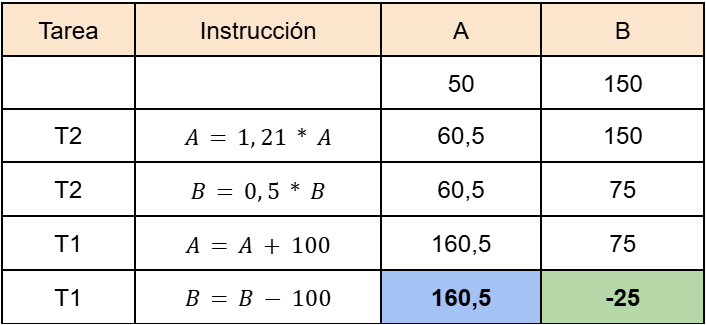 Tarea Instrucción A B
50 150
T2 A = 1,21 * A 60,5 150
T2 B = 0,5 * B 60,5 75
T1 A = A + 100 160,5 75
T1 B = B − 100 160,5 -25